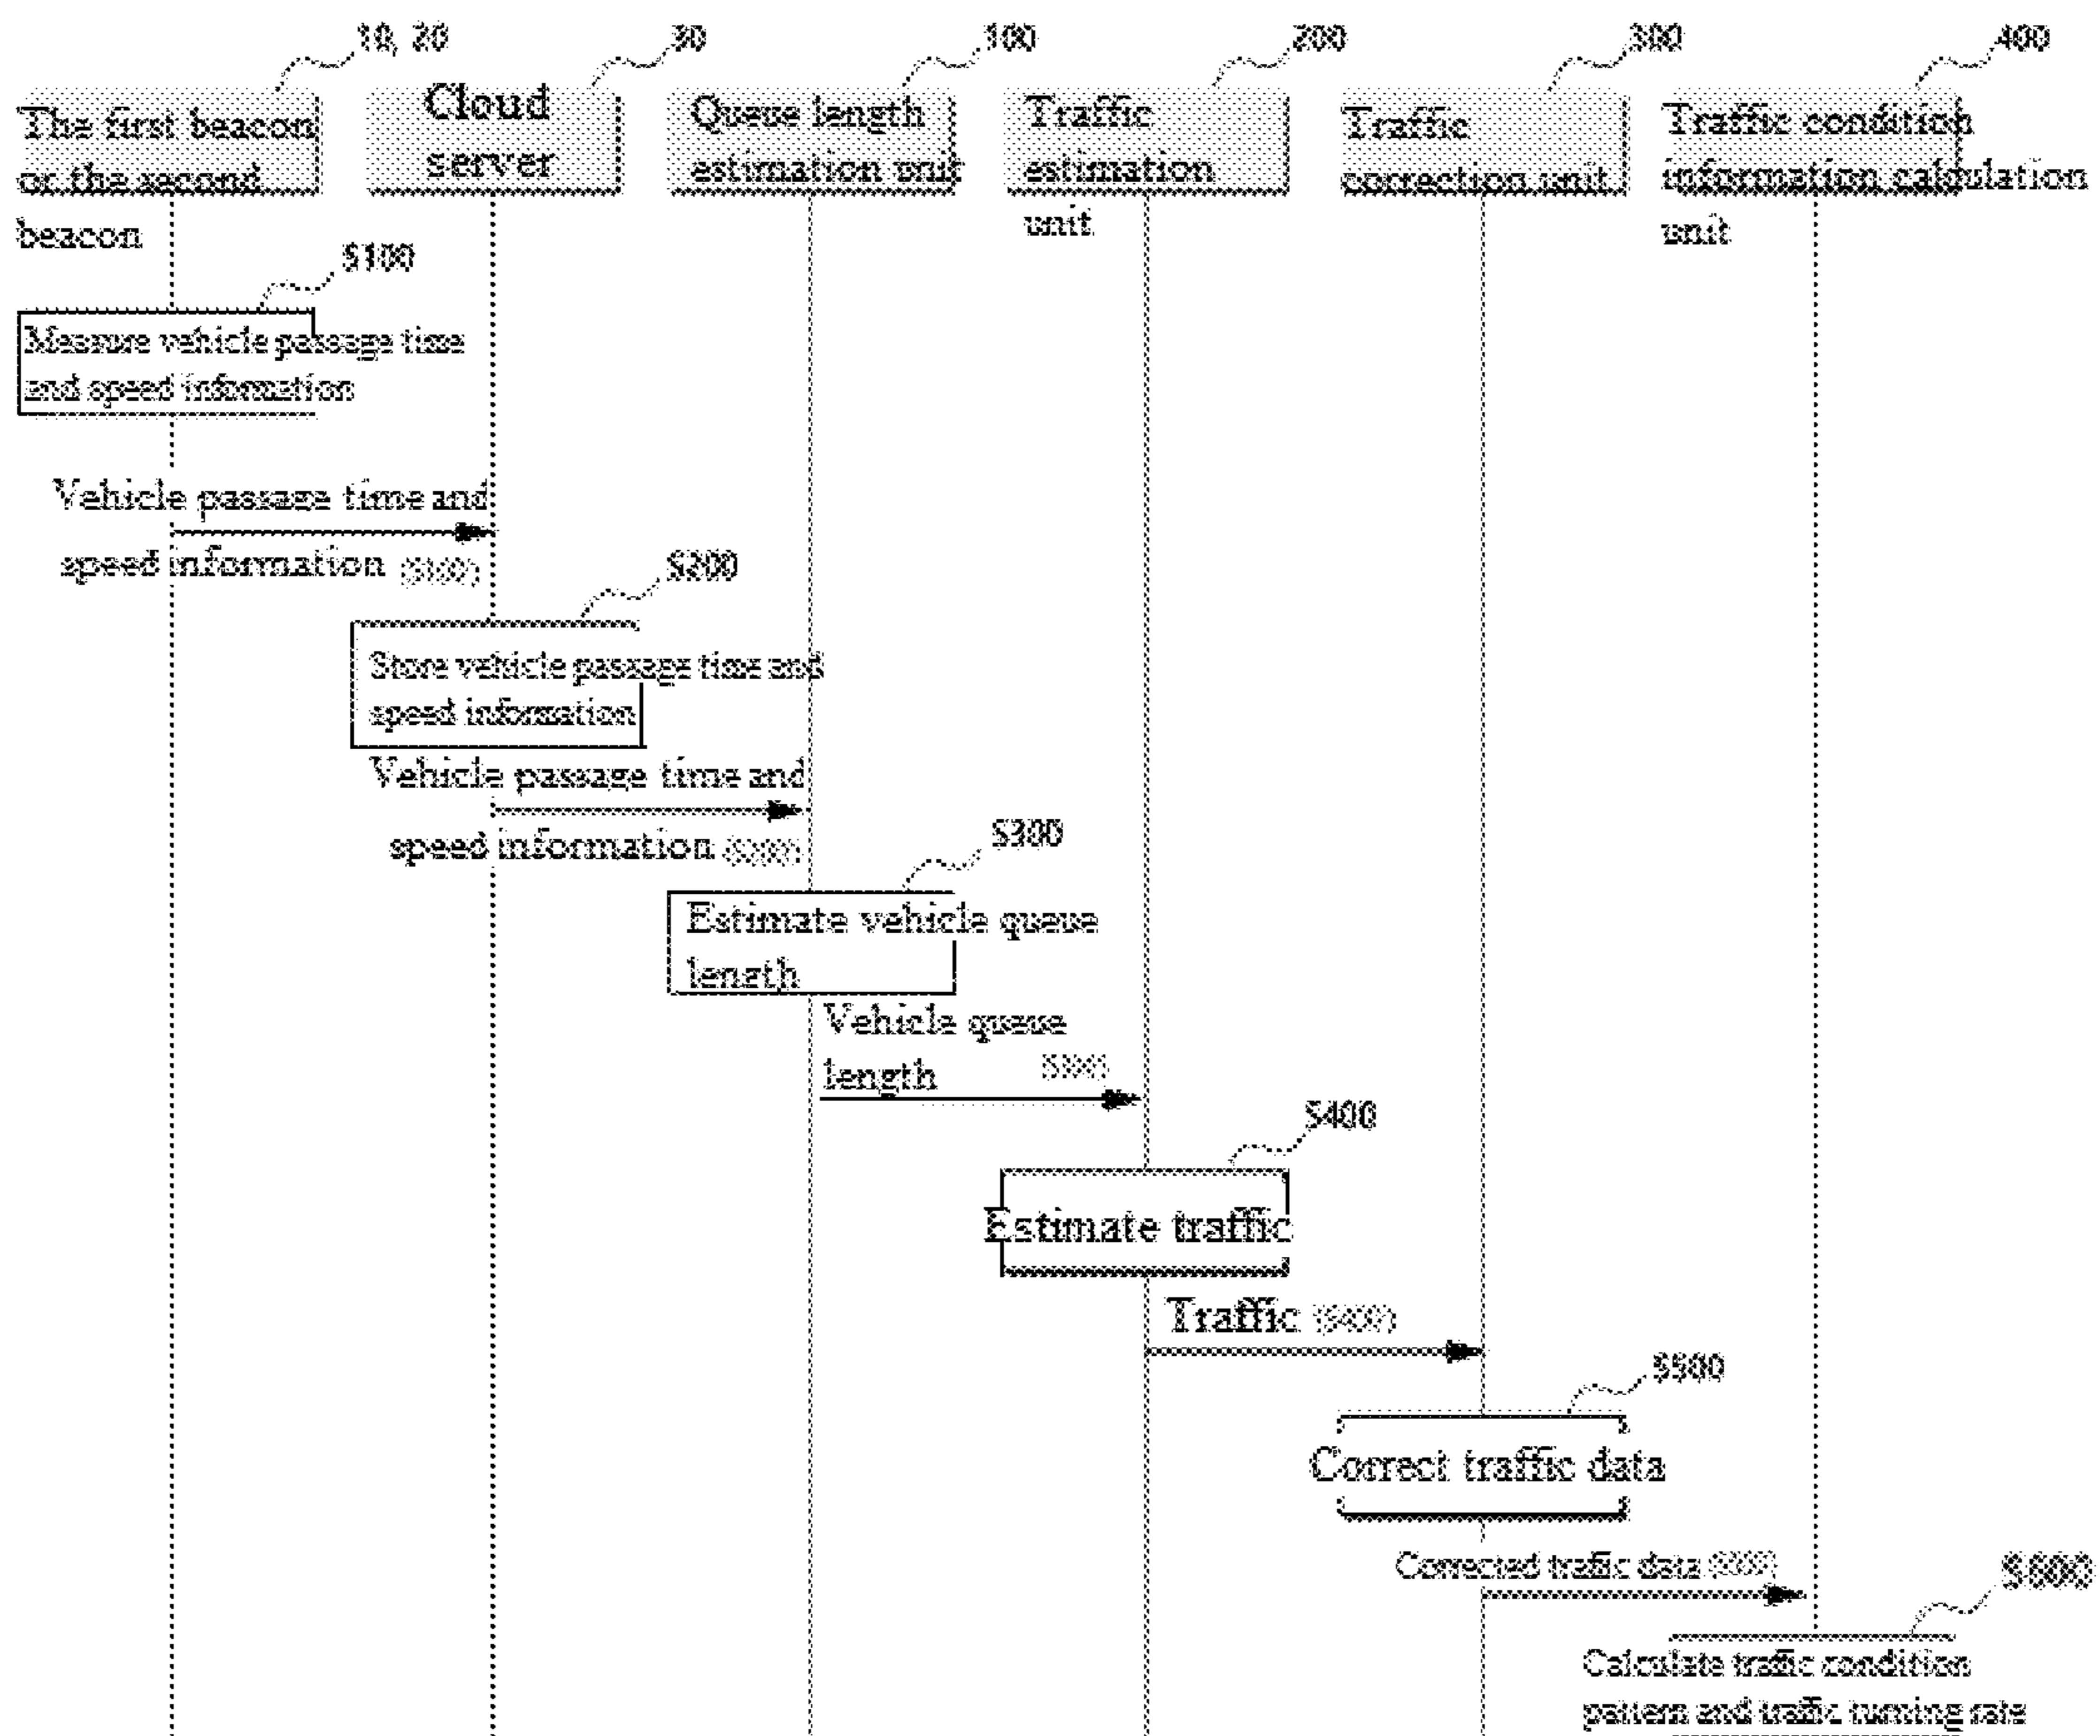 10, 20
30
100
200
300
400
The first beacon
or the second
beacon
Cloud
server
Queue length
estimation unit
Traffic
estimation
unit
Traffic
correction unit
Traffic condition
information calculation
unit
S100
Measure vehicle passage time
and speed information
Vehicle passage time and
speed information
S200
Store vehicle passage time and
speed information
Vehicle passage time and
speed information
S300
Estimate vehicle queue
length
Vehicle queue
length
S400
Estimate traffic
Traffic
S500
Correct traffic data
Corrected traffic data
S600
Calculate traffic condition
pattern and traffic turning rate